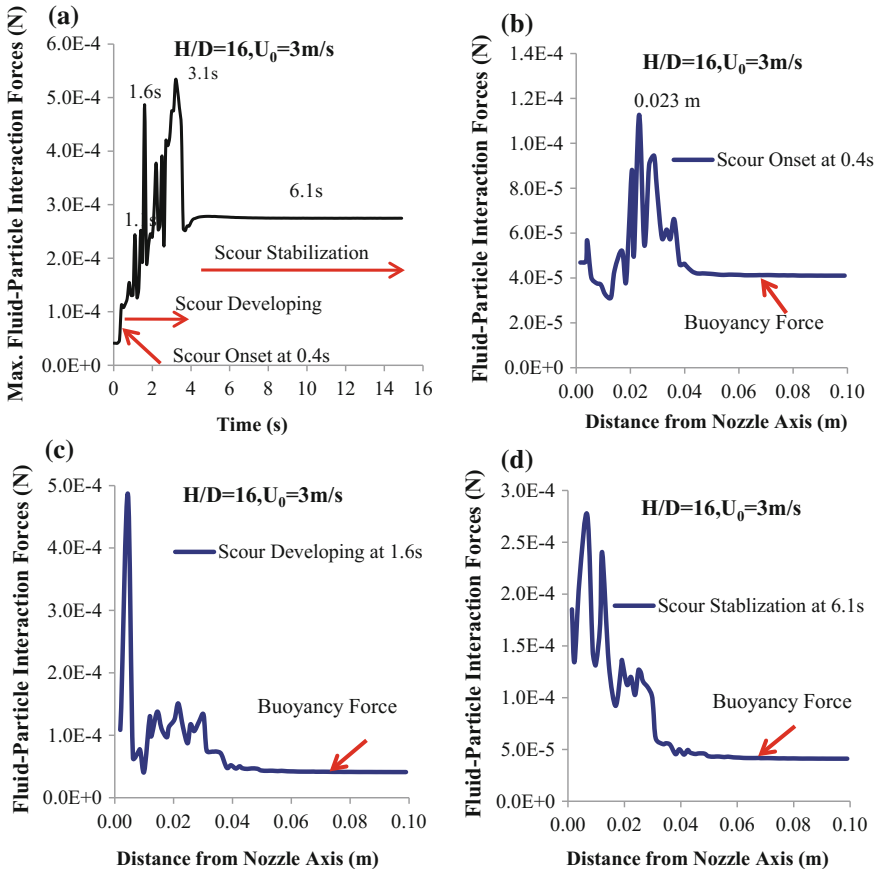 (a)
H/D=16,U₀=3m/s
Max. Fluid-Particle Interaction Forces (N)
6.0E-4
5.0E-4
4.0E-4
3.0E-4
2.0E-4
1.0E-4
0.0E+0
3.1s
1.6s
6.1s
Scour Stabilization
Scour Developing
Scour Onset at 0.4s
0 2 4 6 8 10 12 14 16
Time (s)
(b)
H/D=16,U₀=3m/s
Fluid-Particle Interaction Forces (N)
1.4E-4
1.2E-4
1.0E-4
8.0E-5
6.0E-5
4.0E-5
2.0E-5
0.023 m
Scour Onset at 0.4s
Buoyancy Force
0.00 0.02 0.04 0.06 0.08 0.10
Distance from Nozzle Axis (m)
(c)
H/D=16,U₀=3m/s
Fluid-Particle Interaction Forces (N)
5.0E-4
4.0E-4
3.0E-4
2.0E-4
1.0E-4
0.0E+0
Scour Developing at 1.6s
Buoyancy Force
0.00 0.02 0.04 0.06 0.08 0.10
Distance from Nozzle Axis (m)
(d)
H/D=16,U₀=3m/s
Fluid-Particle Interaction Forces (N)
3.0E-4
2.5E-4
2.0E-4
1.5E-4
1.0E-4
5.0E-5
0.0E+0
Scour Stablization at 6.1s
Buoyancy Force
0.00 0.02 0.04 0.06 0.08 0.10
Distance from Nozzle Axis (m)